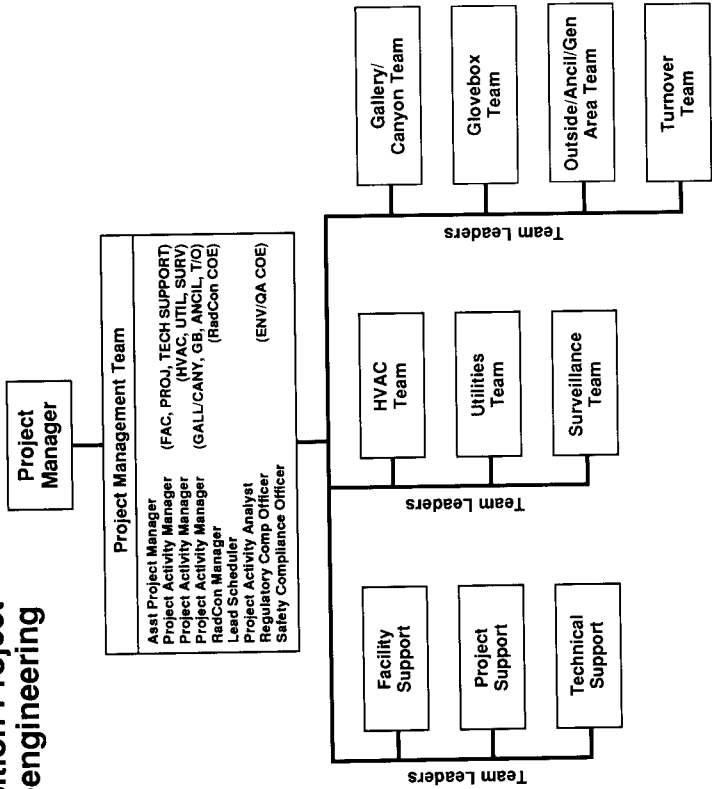 ition Project
engineering
Project
Manager
Project Management Team
Asst Project Manager
Project Activity Manager (FAC, PROJ, TECH SUPPORT)
Project Activity Manager (HVAC, UTIL, SURV)
Project Activity Manager (GALL/CANY, GB, ANCIL, T/O)
RadCon Manager (RadCon COE)
Lead Scheduler
Project Activity Analyst
Regulatory Comp Officer (ENV/QA COE)
Safety Compliance Officer
Team Leaders
Facility
Support
Project
Support
Technical
Support
Team Leaders
HVAC
Team
Utilities
Team
Surveillance
Team
Team Leaders
Gallery/
Canyon Team
Glovebox
Team
Outside/Ancil/Gen
Area Team
Turnover
Team